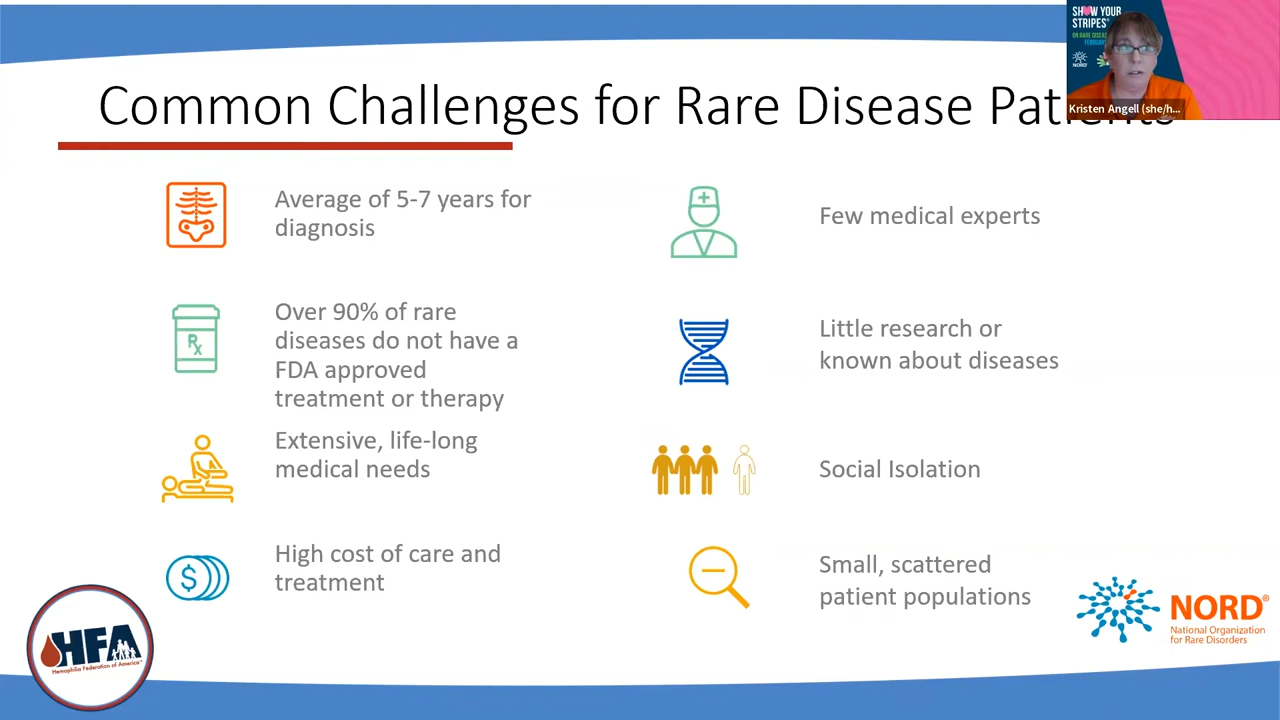 Common Challenges for Rare Disease Patients
SHOW YOUR
STRIPES
NORD
Kristen Angell (she/h...
Average of 5-7 years for
diagnosis
Few medical experts
Over 90% of rare
diseases do not have a
FDA approved
treatment or therapy
Rx
Little research or
known about diseases
Extensive, life-long
medical needs
Social Isolation
High cost of care and
treatment
$
Small, scattered
patient populations
HFA
Hemophilia Federation of America
NORD®
National Organization
for Rare Disorders